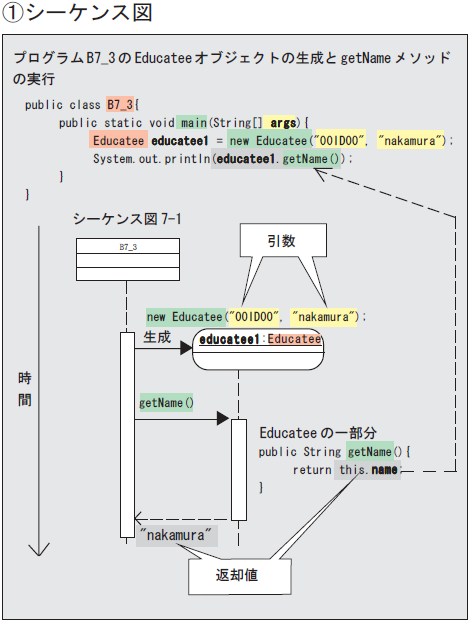 ①シーケンス図
プログラムB7_3のEducateeオブジェクトの生成とgetNameメソッド
の実行
public class B7_3{
public static void main(String[] args){
Educatee educatee1 = new Educatee("00ID00", "nakamura");
System.out.println(educatee1.getName());
}
}
シーケンス図7-1
B7_3
引数
new Educatee("00ID00", "nakamura");
生成
educatee1:Educatee
時間
getName()
Educateeの一部分
public String getName(){
return this.name;
}
"nakamura"
返却値